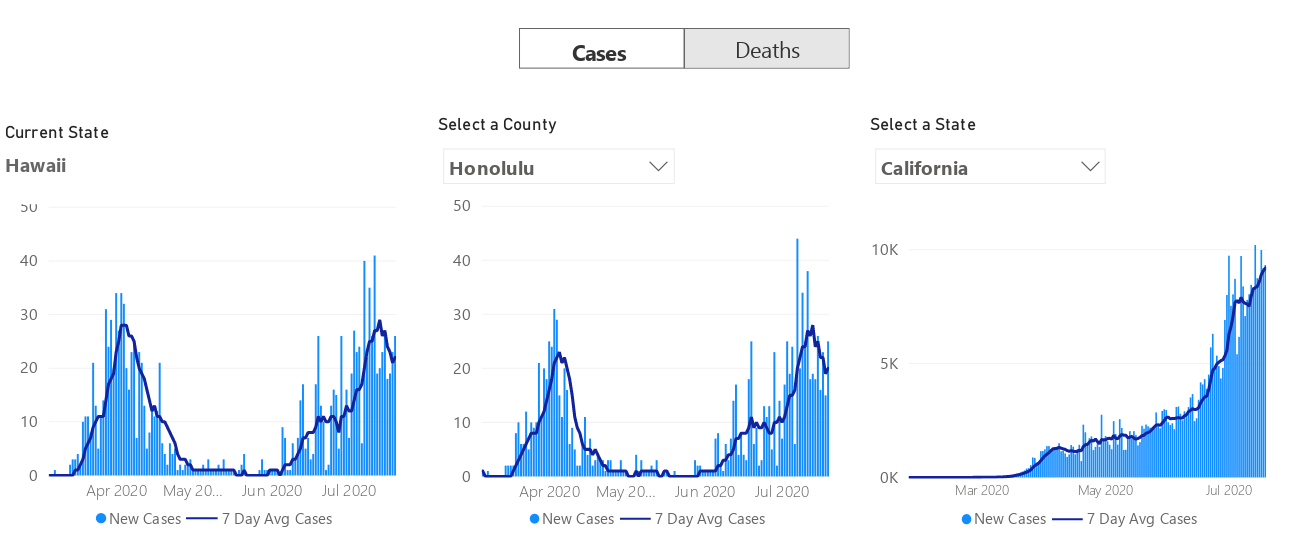 Cases Deaths
Current State
Hawaii
50
40
30
20
10
0
Apr 2020 May 20... Jun 2020 Jul 2020
New Cases 7 Day Avg Cases
Select a County
Honolulu
50
40
30
20
10
0
Apr 2020 May 20... Jun 2020 Jul 2020
New Cases 7 Day Avg Cases
Select a State
California
10K
5K
0K
Mar 2020 May 2020 Jul 2020
New Cases 7 Day Avg Cases